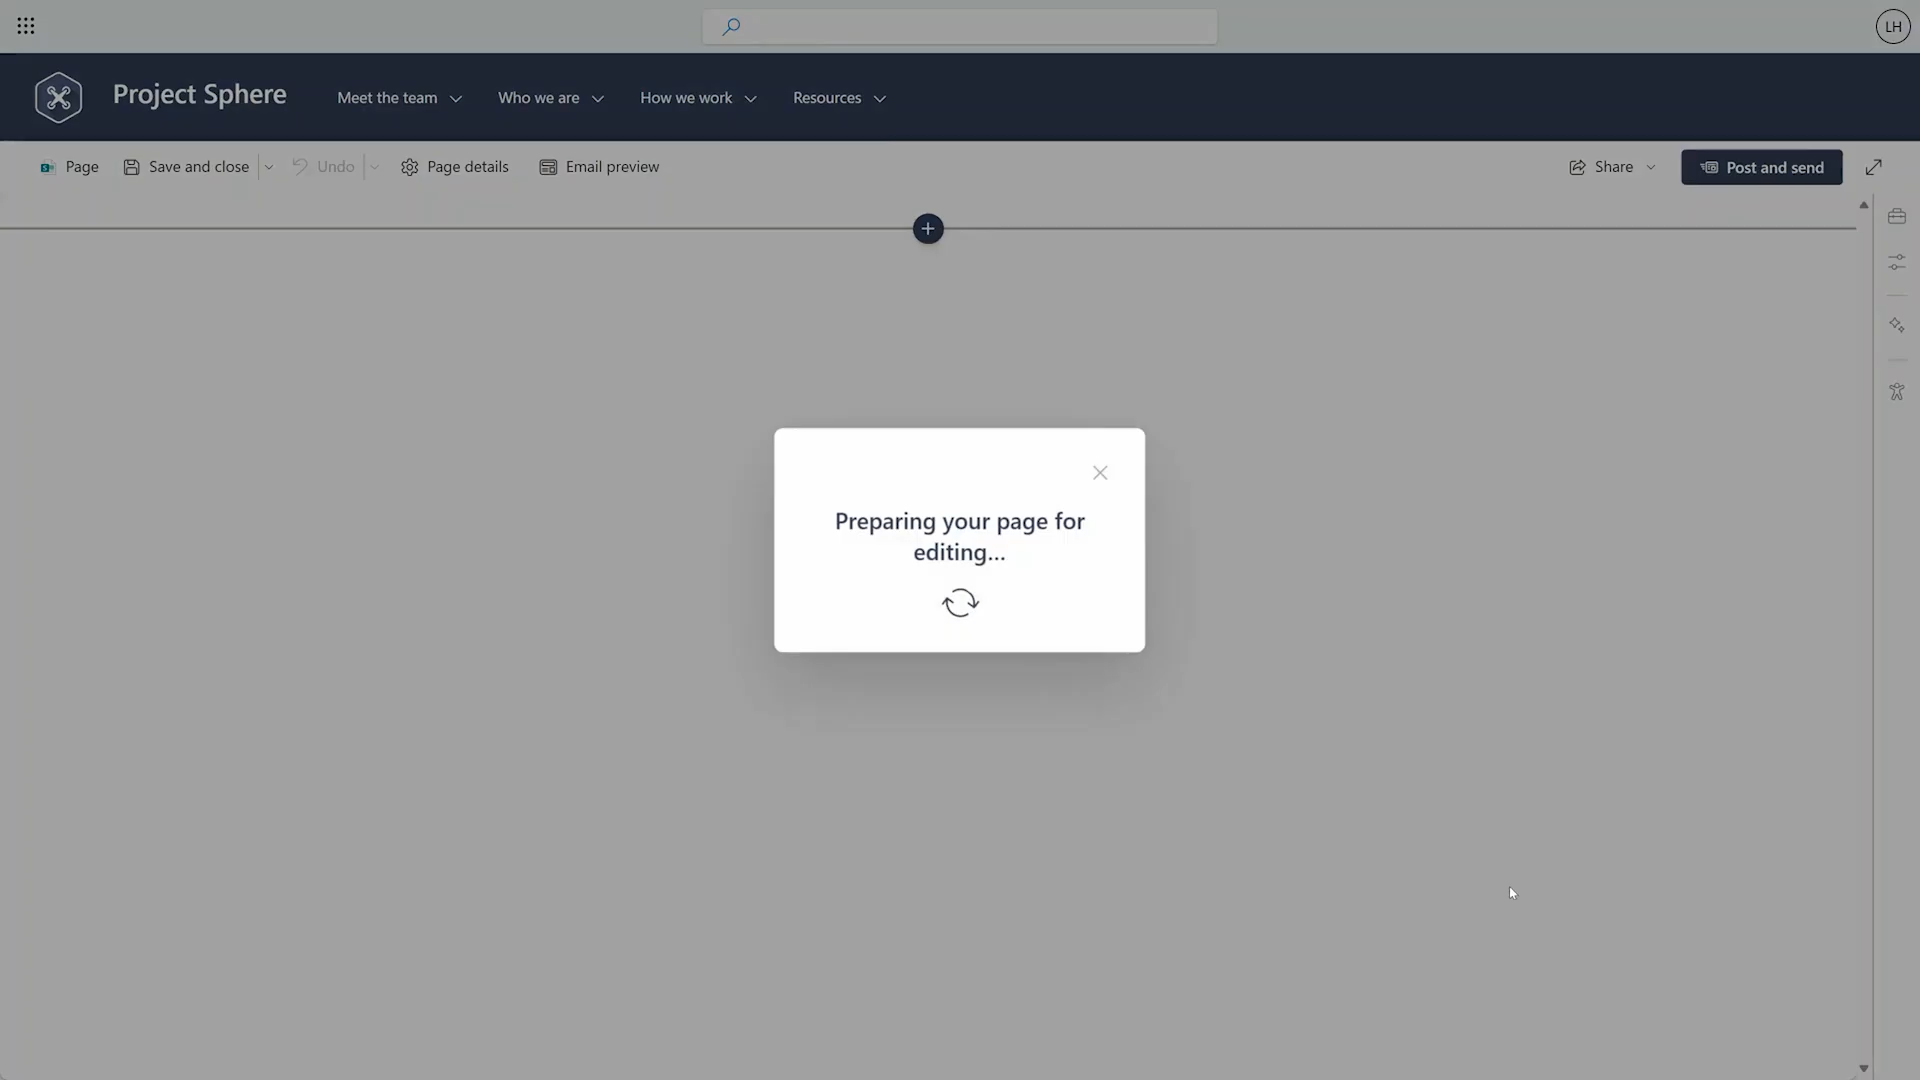 LH
Project Sphere
Meet the team
Who we are
How we work
Resources
Page
Save and close
Undo
Page details
Email preview
Share
Post and send
Preparing your page for
editing...